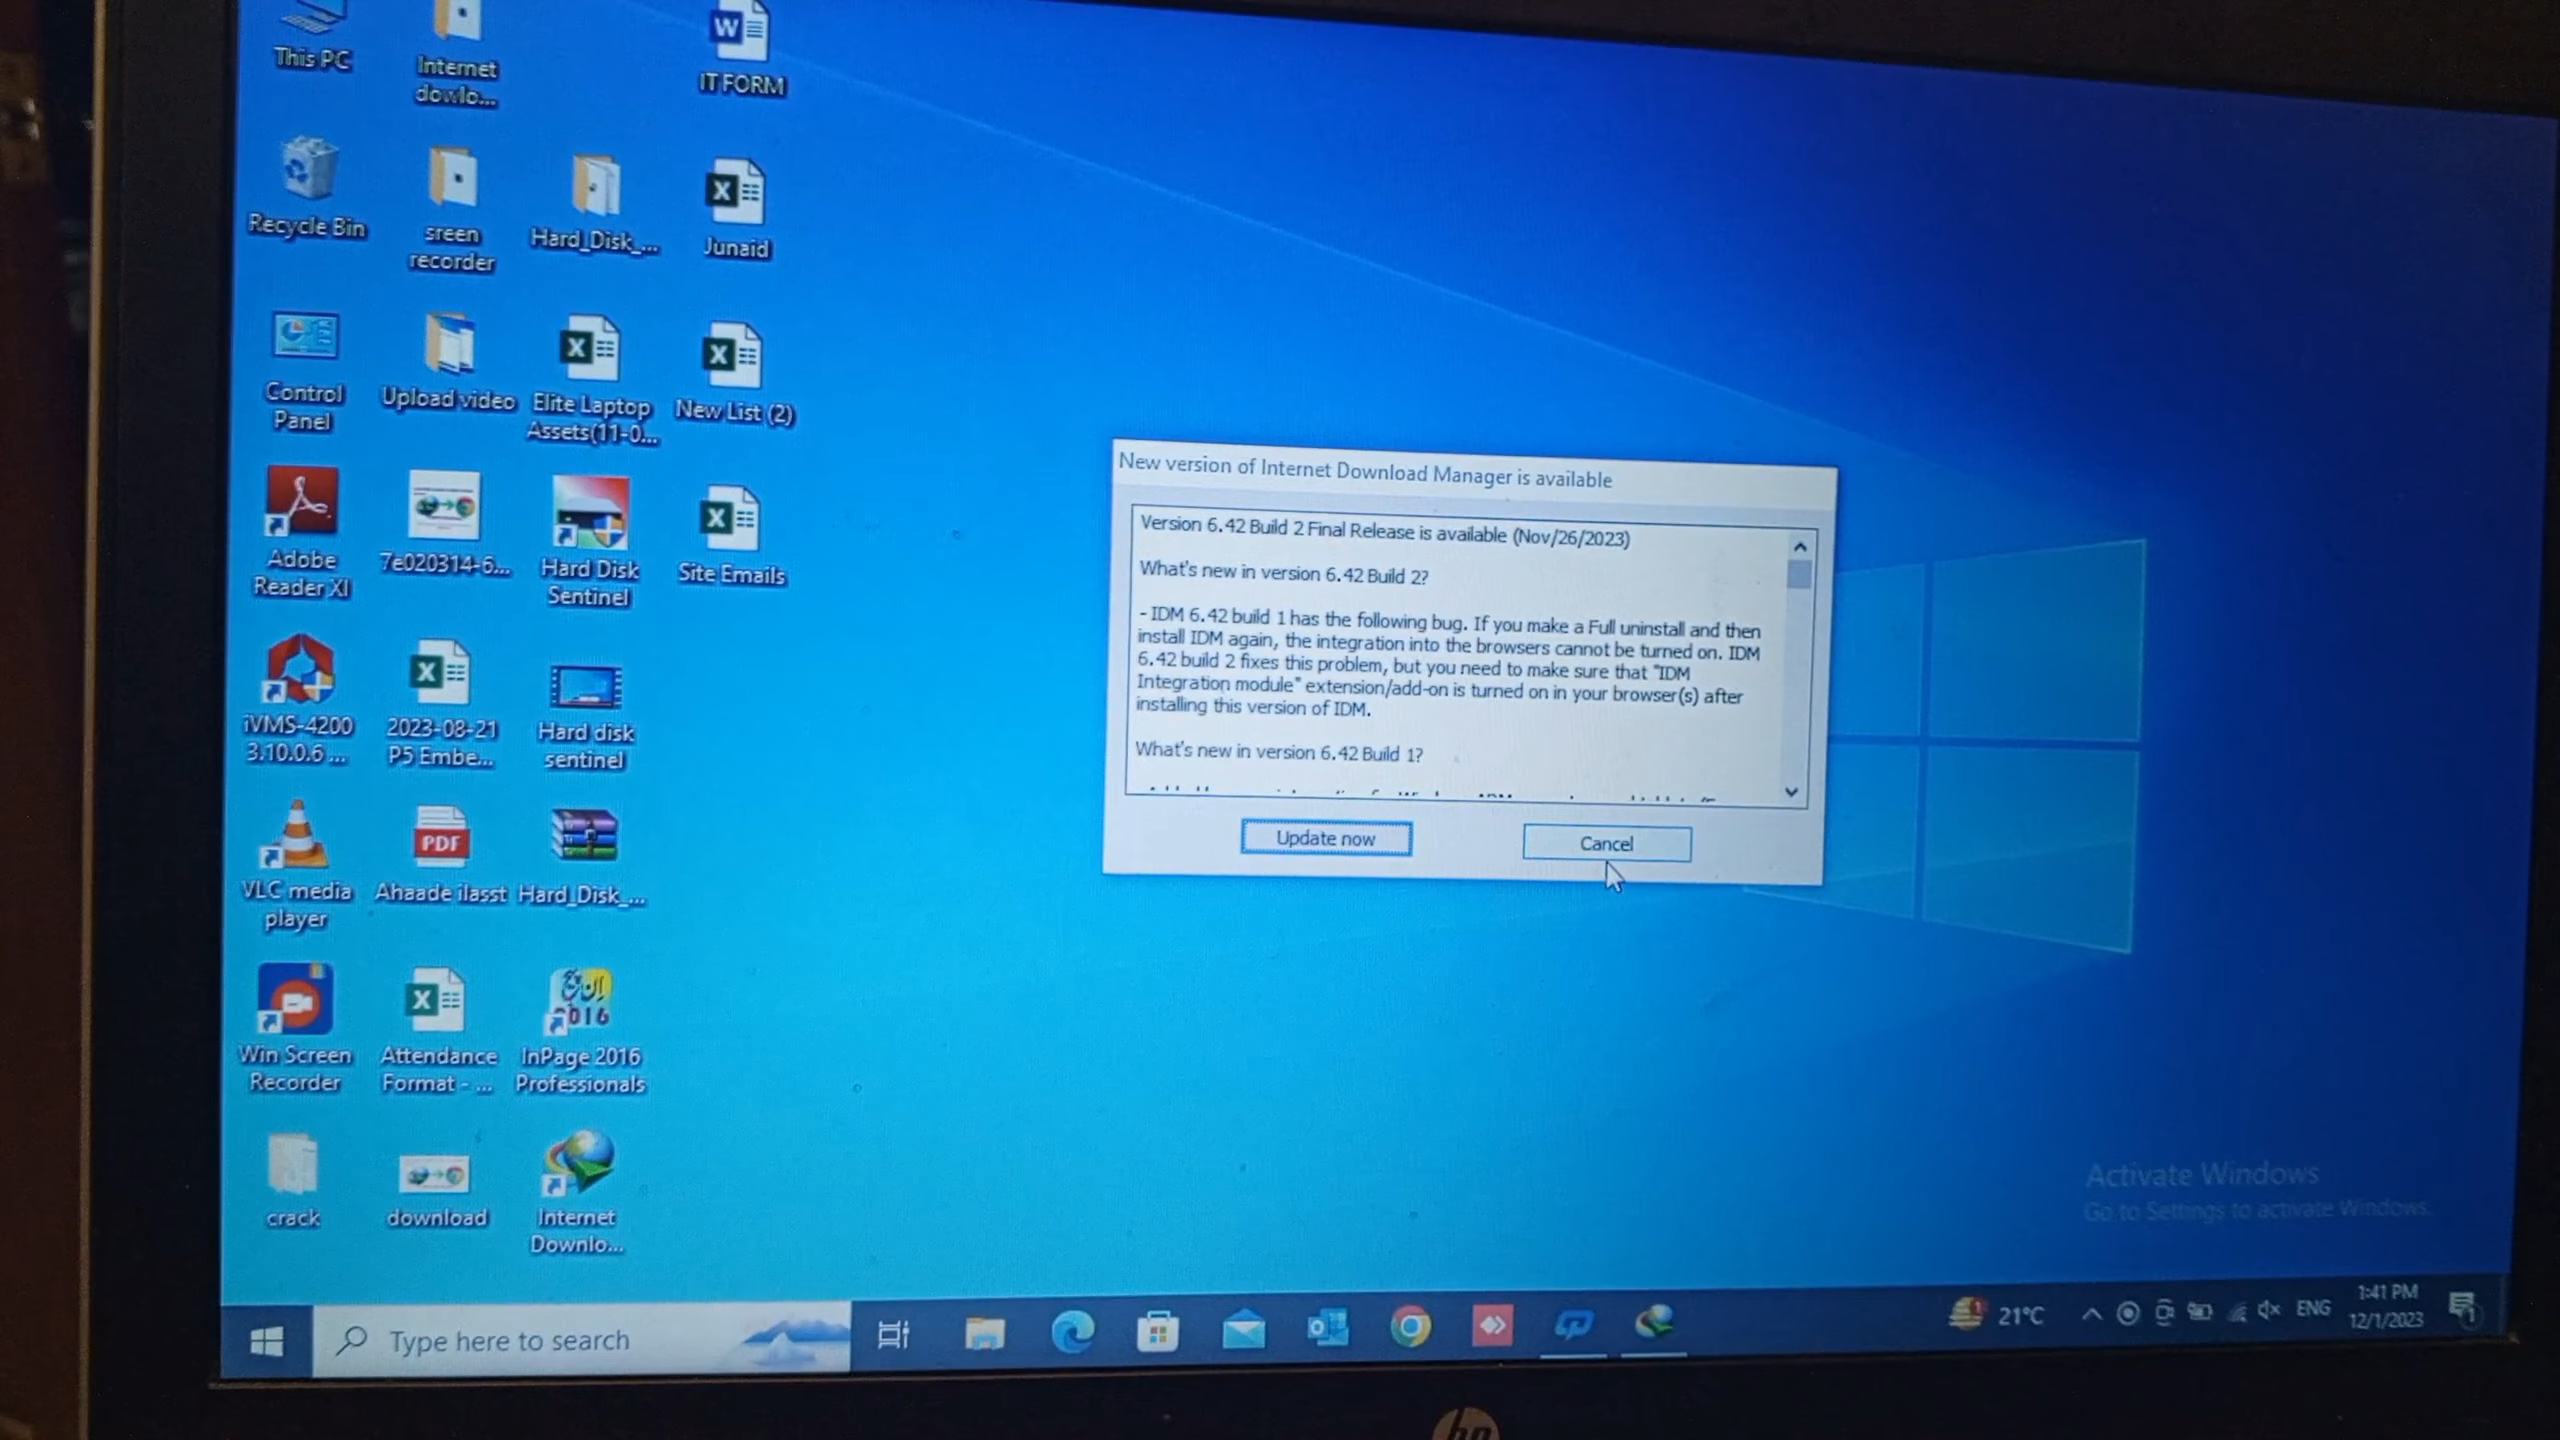 This PC
Internet
dowlo...
IT FORM
Recycle Bin
sreen
recorder
Hard_Disk_...
Junaid
Control
Panel
Upload video
Elite Laptop
Assets(11-0...
New List (2)
Adobe
Reader XI
7e020314-6...
Hard Disk
Sentinel
Site Emails
iVMS-4200
3.10.0.6 ...
2023-08-21
P5 Embe...
Hard disk
sentinel
PDF
VLC media
player
Ahaade ilasst
Hard_Disk_...
2016
Win Screen
Recorder
Attendance
Format - ...
InPage 2016
Professionals
crack
download
Internet
Downlo...
New version of Internet Download Manager is available
Version 6.42 Build 2 Final Release is available (Nov/26/2023)
What's new in version 6.42 Build 2?
- IDM 6.42 build 1 has the following bug. If you make a Full uninstall and then
install IDM again, the integration into the browsers cannot be turned on. IDM
6.42 build 2 fixes this problem, but you need to make sure that "IDM
Integration module" extension/add-on is turned on in your browser(s) after
installing this version of IDM.
What's new in version 6.42 Build 1?
Update now
Cancel
Activate Windows
Go to Settings to activate Windows.
Type here to search
21°C
ENG
1:41 PM
12/1/2023
hp